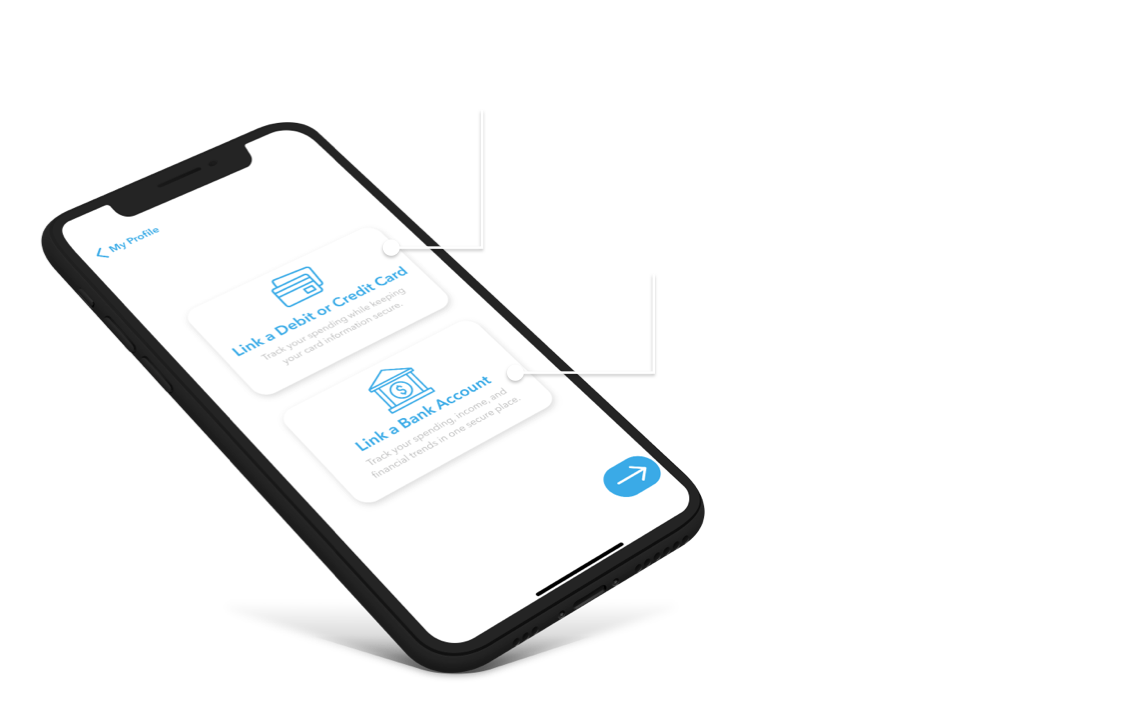 My Profile
Link a Debit or Credit Card
Track your spending while keeping
your card information secure.
Link a Bank Account
Track your spending, income, and
financial trends in one secure place.